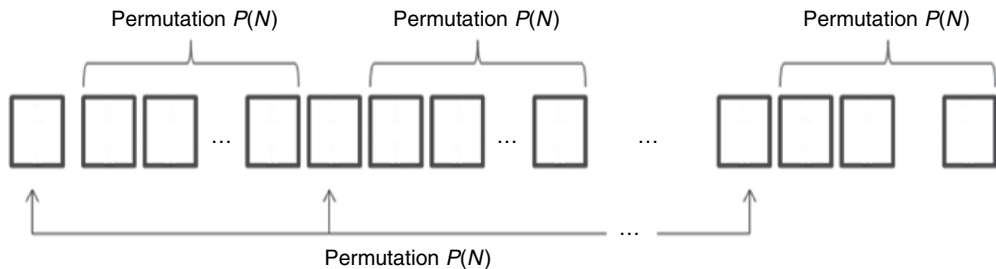 Permutation P(N) Permutation P(N) Permutation P(N)
... ... ...
...
Permutation P(N)